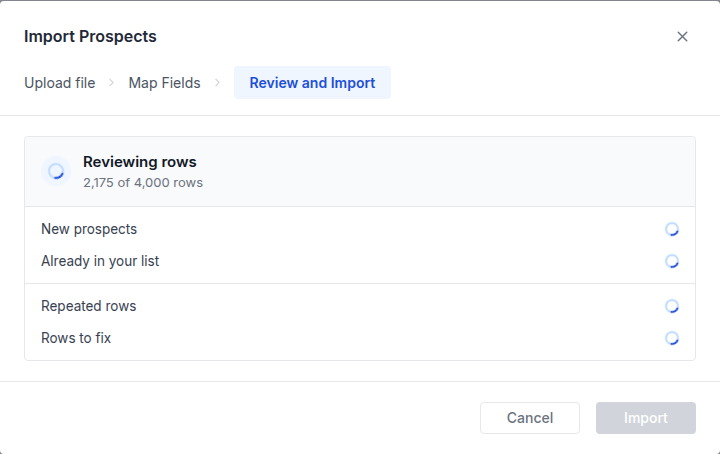 Import Prospects
Upload file
Map Fields
Review and Import
Reviewing rows
2,175 of 4,000 rows
New prospects
Already in your list
Repeated rows
Rows to fix
Cancel
Import